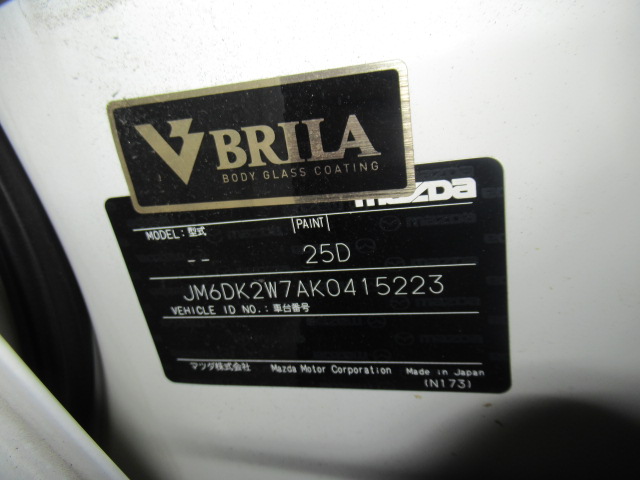 V BRILA
BODY GLASS COATING
mazda
MODEL:型式
PAINT
-- 25D
JM6DK2W7AK0415223
VEHICLE ID NO.:車台番号
マツダ株式会社 Mazda Motor Corporation Made in Japan
(N173)